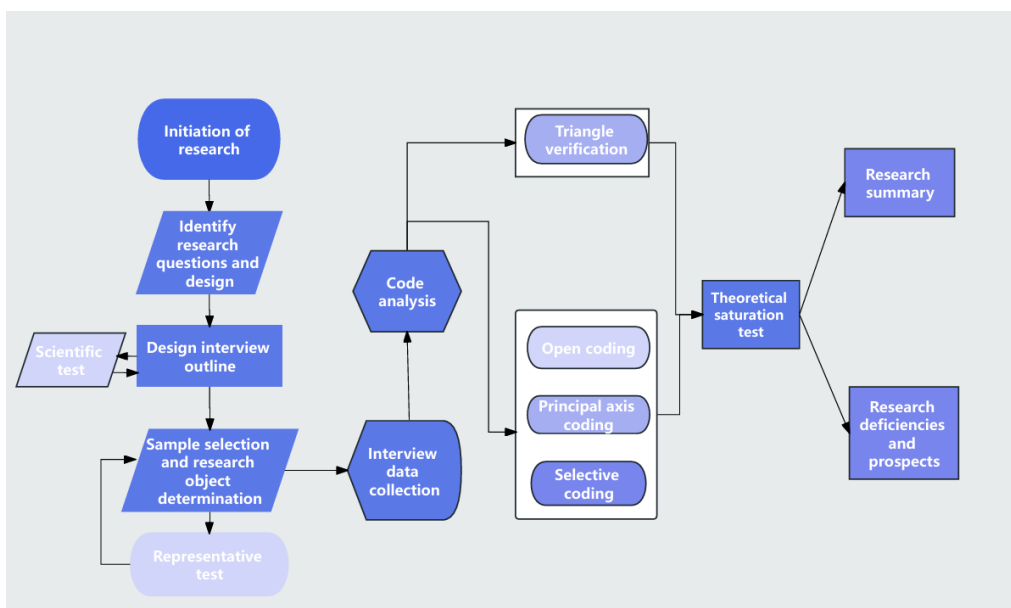 Initiation of
research
Identify
research
questions and
design
Scientific
test
Design interview
outline
Sample selection
and research
object
determination
Representative
test
Interview
data
collection
Code
analysis
Triangle
verification
Open coding
Principal axis
coding
Selective
coding
Theoretical
saturation
test
Research
summary
Research
deficiencies
and
prospects